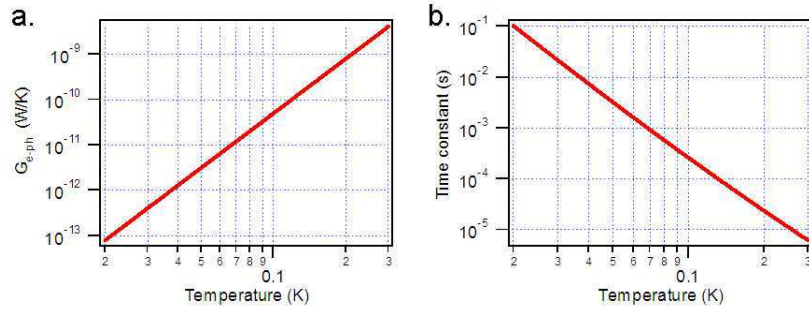 a.
G e-ph (W/K)
10^-9
10^-10
10^-11
10^-12
10^-13
2 3 4 5 6 7 8 9 2 3
0.1
Temperature (K)
b.
Time constant (s)
10^-1
10^-2
10^-3
10^-4
10^-5
2 3 4 5 6 7 8 9 2 3
0.1
Temperature (K)